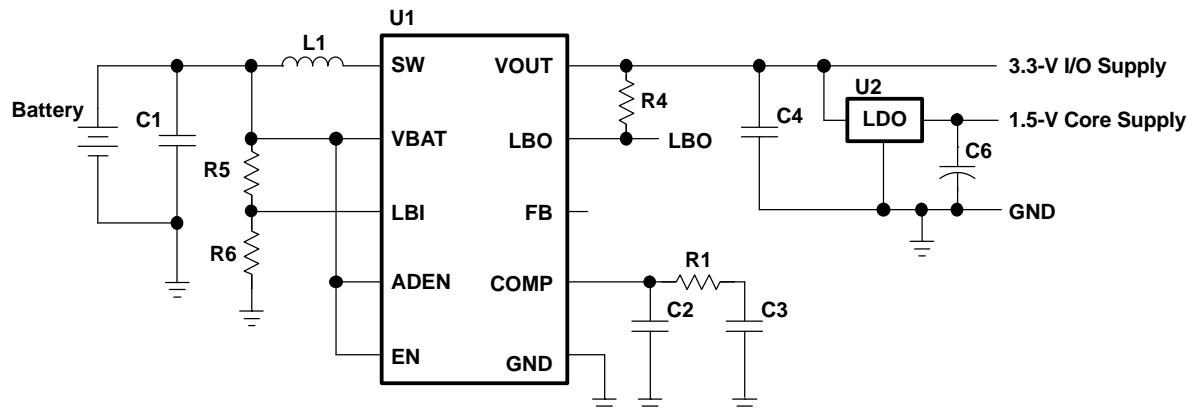 U1
L1
SW
VOUT
3.3-V I/O Supply
R4
U2
Battery
C1
LDO
1.5-V Core Supply
C4
VBAT
LBO
LBO
C6
R5
LBI
FB
GND
R6
R1
ADEN
COMP
C2
C3
EN
GND